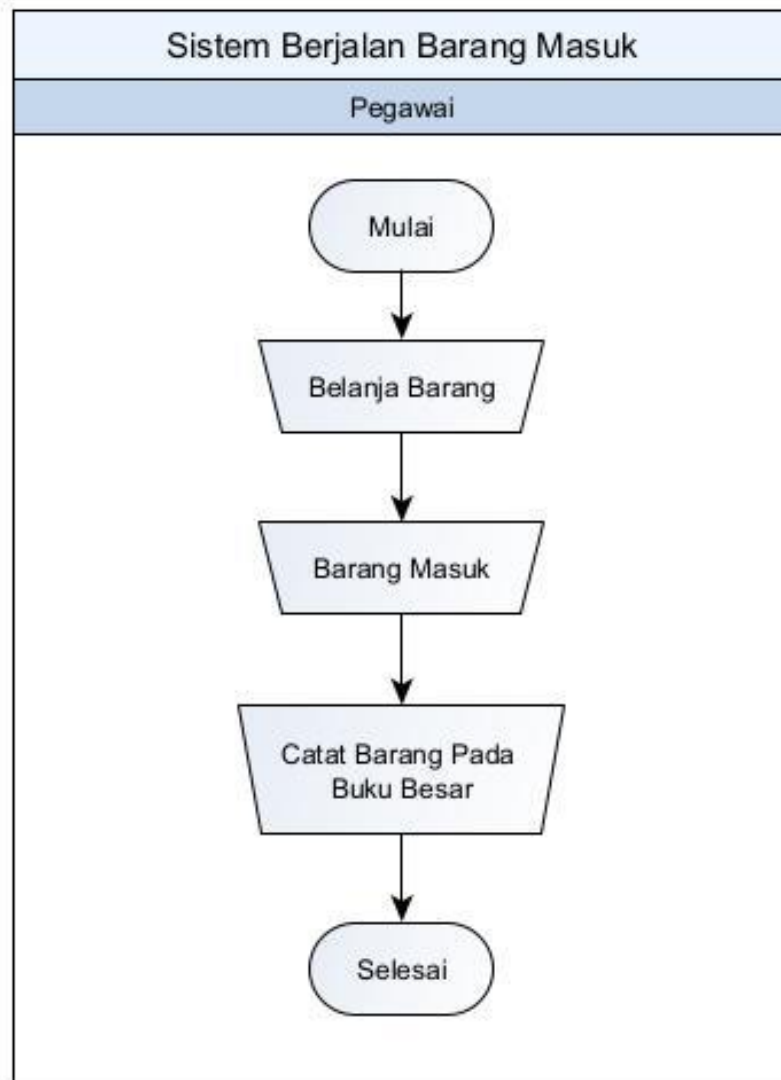 Sistem Berjalan Barang Masuk
Pegawai
Mulai
Belanja Barang
Barang Masuk
Catat Barang Pada
Buku Besar
Selesai